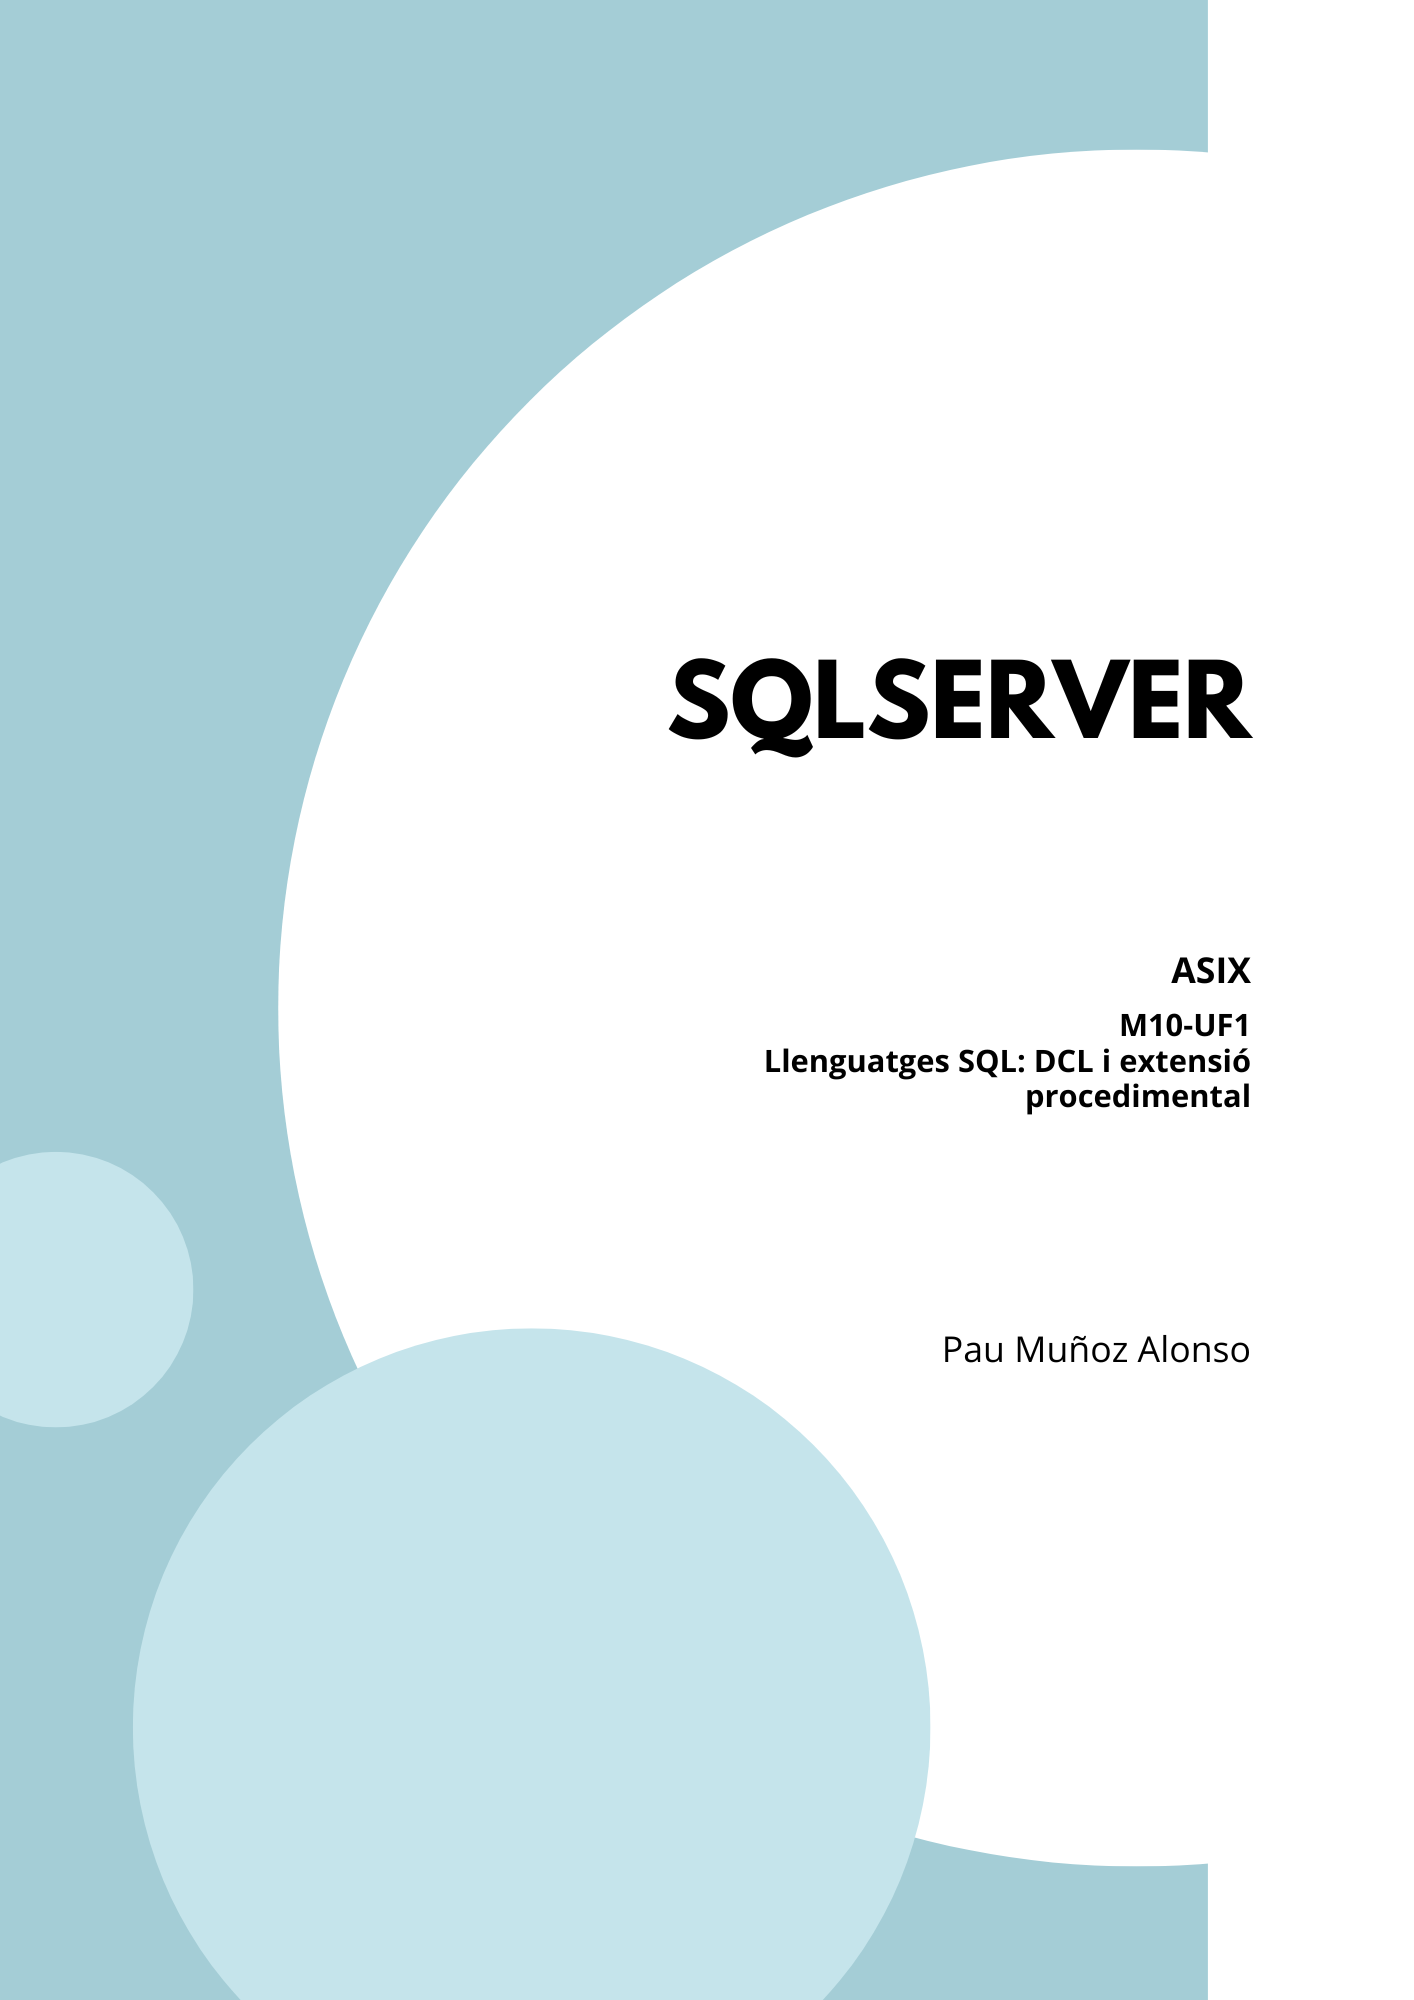 SQLSERVER
ASIX
M10-UF1
Llenguatges SQL: DCL i extensió
procedimental
Pau Muñoz Alonso